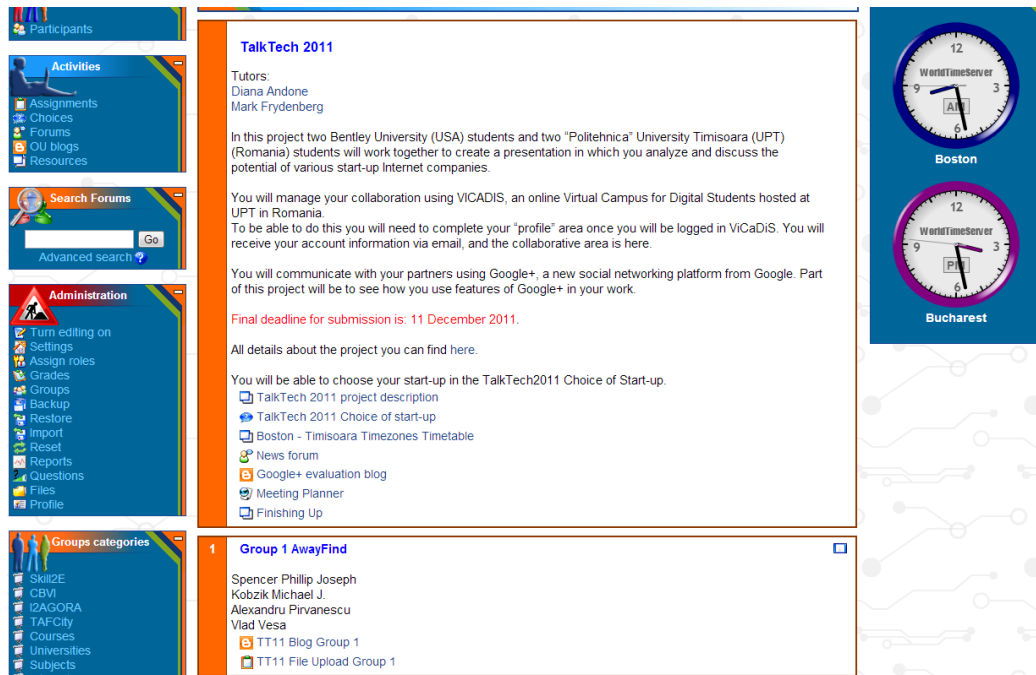 Participants
Activities
Assignments
Choices
Forums
OU blogs
Resources
Search Forums
Go
Advanced search
Administration
Turn editing on
Settings
Assign roles
Grades
Groups
Backup
Restore
Import
Reset
Reports
Questions
Files
Profile
Groups categories
Skill2E
CBVI
I2AGORA
TAFCity
Courses
Universities
Subjects
TalkTech 2011
Tutors:
Diana Andone
Mark Frydenberg
In this project two Bentley University (USA) students and two “Politehnica” University Timisoara (UPT)
(Romania) students will work together to create a presentation in which you analyze and discuss the
potential of various start-up Internet companies.
You will manage your collaboration using VICADIS, an online Virtual Campus for Digital Students hosted at
UPT in Romania.
To be able to do this you will need to complete your “profile” area once you will be logged in ViCaDiS. You will
receive your account information via email, and the collaborative area is here.
You will communicate with your partners using Google+, a new social networking platform from Google. Part
of this project will be to see how you use features of Google+ in your work.
Final deadline for submission is: 11 December 2011.
All details about the project you can find here.
You will be able to choose your start-up in the TalkTech2011 Choice of Start-up.
TalkTech 2011 project description
TalkTech 2011 Choice of start-up
Boston - Timisoara Timezones Timetable
News forum
Google+ evaluation blog
Meeting Planner
Finishing Up
1 Group 1 AwayFind
Spencer Phillip Joseph
Kobzik Michael J.
Alexandru Pirvanescu
Vlad Vesa
TT11 Blog Group 1
TT11 File Upload Group 1
12
WorldTimeServer
9 3
AM
6
Boston
12
WorldTimeServer
9 3
PM
6
Bucharest